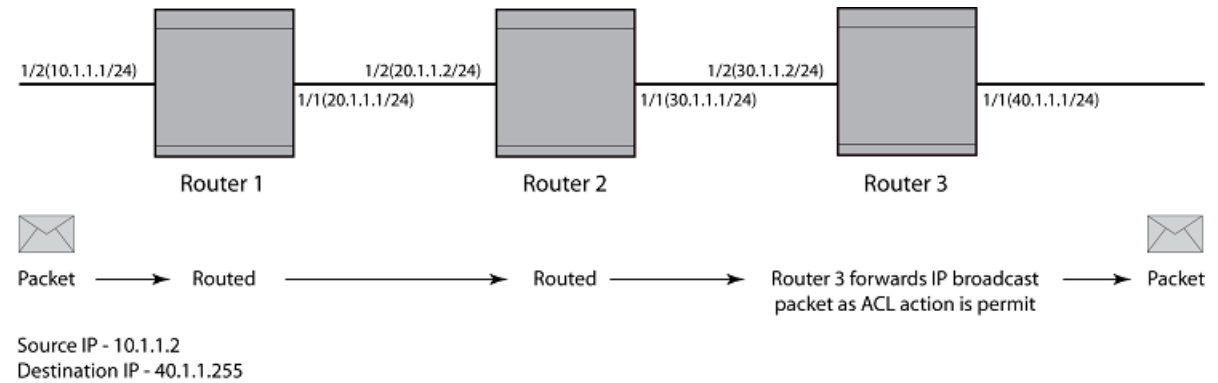 1/2(10.1.1.1/24)
1/2(20.1.1.2/24)
1/2(30.1.1.2/24)
1/1(20.1.1.1/24)
1/1(30.1.1.1/24)
1/1(40.1.1.1/24)
Router 1
Router 2
Router 3
Packet
Routed
Routed
Router 3 forwards IP broadcast
packet as ACL action is permit
Packet
Source IP - 10.1.1.2
Destination IP - 40.1.1.255